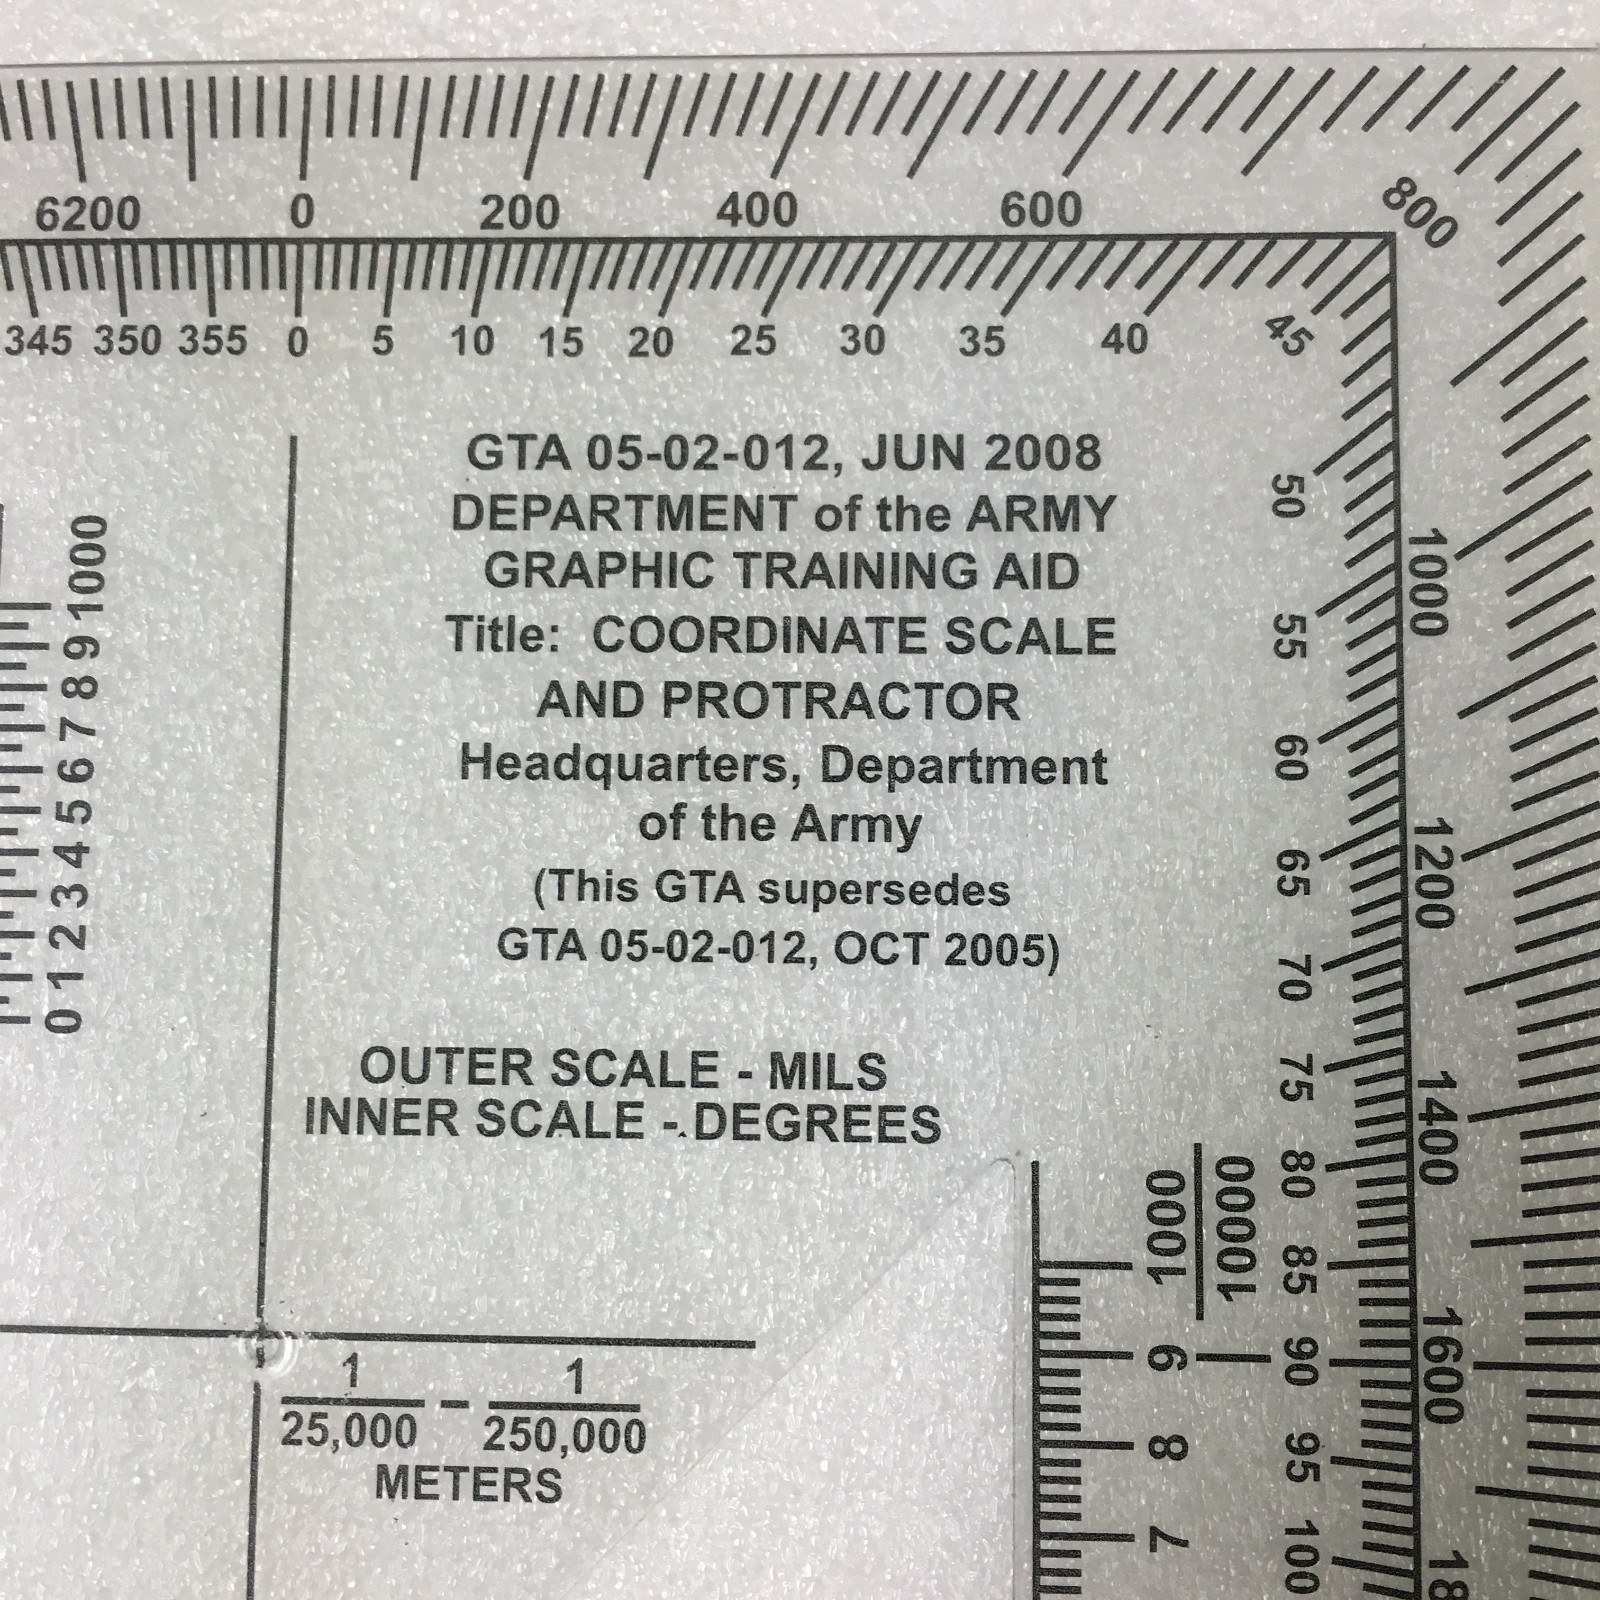 6200 0 200 400 600 800
345 350 355 0 5 10 15 20 25 30 35 40 45
GTA 05-02-012, JUN 2008
DEPARTMENT of the ARMY
GRAPHIC TRAINING AID
Title: COORDINATE SCALE
AND PROTRACTOR
Headquarters, Department
of the Army
(This GTA supersedes
GTA 05-02-012, OCT 2005)
OUTER SCALE - MILS
INNER SCALE - DEGREES
1 1
25,000 - 250,000
METERS
0 1 2 3 4 5 6 7 8 9 1000
1000
10000
9
8
7
50 55 60 65 70 75 80 85 90 95 100
1000 1200 1400 1600